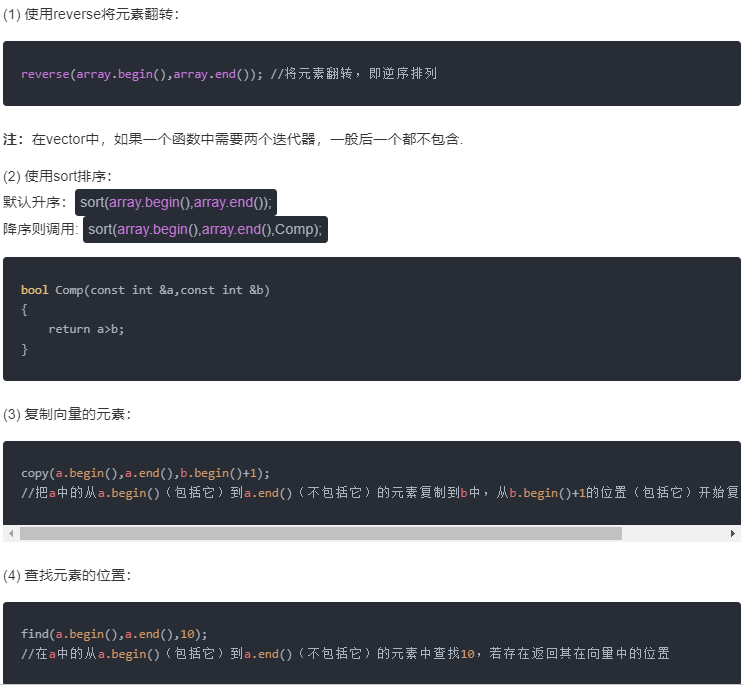 (1) 使用reverse将元素翻转：
reverse(array.begin(),array.end()); //将元素翻转，即逆序排列
注：在vector中，如果一个函数中需要两个迭代器，一般后一个都不包含.
(2) 使用sort排序：
默认升序：sort(array.begin(),array.end());
降序则调用: sort(array.begin(),array.end(),Comp);
bool Comp(const int &a,const int &b)
{
    return a>b;
}
(3) 复制向量的元素：
copy(a.begin(),a.end(),b.begin()+1);
//把a中的从a.begin()（包括它）到a.end()（不包括它）的元素复制到b中，从b.begin()+1的位置（包括它）开始复
(4) 查找元素的位置：
find(a.begin(),a.end(),10);
//在a中的从a.begin()（包括它）到a.end()（不包括它）的元素中查找10，若存在返回其在向量中的位置